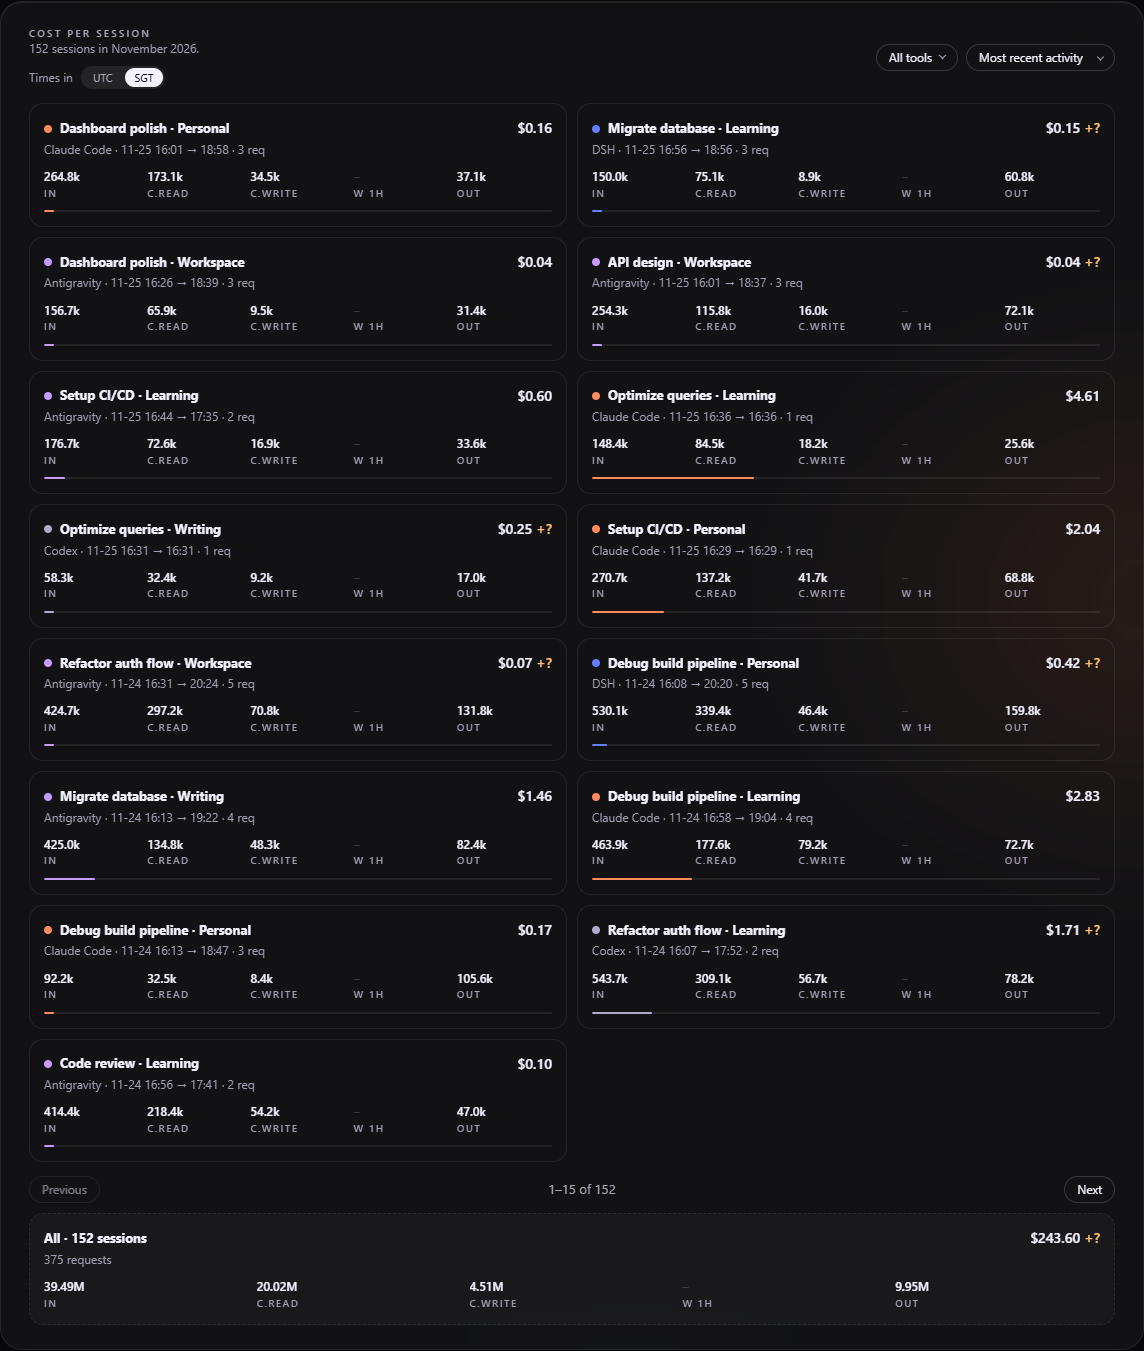 COST PER SESSION
152 sessions in November 2026.
Times in UTC SGT
All tools
Most recent activity
Dashboard polish · Personal $0.16
Claude Code · 11-25 16:01 → 18:58 · 3 req
264.8k 173.1k 34.5k – 37.1k
IN C.READ C.WRITE W 1H OUT
Migrate database · Learning $0.15 +?
DSH · 11-25 16:56 → 18:56 · 3 req
150.0k 75.1k 8.9k – 60.8k
IN C.READ C.WRITE W 1H OUT
Dashboard polish · Workspace $0.04
Antigravity · 11-25 16:26 → 18:39 · 3 req
156.7k 65.9k 9.5k – 31.4k
IN C.READ C.WRITE W 1H OUT
API design · Workspace $0.04 +?
Antigravity · 11-25 16:01 → 18:37 · 3 req
254.3k 115.8k 16.0k – 72.1k
IN C.READ C.WRITE W 1H OUT
Setup CI/CD · Learning $0.60
Antigravity · 11-25 16:44 → 17:35 · 2 req
176.7k 72.6k 16.9k – 33.6k
IN C.READ C.WRITE W 1H OUT
Optimize queries · Learning $4.61
Claude Code · 11-25 16:36 → 16:36 · 1 req
148.4k 84.5k 18.2k – 25.6k
IN C.READ C.WRITE W 1H OUT
Optimize queries · Writing $0.25 +?
Codex · 11-25 16:31 → 16:31 · 1 req
58.3k 32.4k 9.2k – 17.0k
IN C.READ C.WRITE W 1H OUT
Setup CI/CD · Personal $2.04
Claude Code · 11-25 16:29 → 16:29 · 1 req
270.7k 137.2k 41.7k – 68.8k
IN C.READ C.WRITE W 1H OUT
Refactor auth flow · Workspace $0.07 +?
Antigravity · 11-24 16:31 → 20:24 · 5 req
424.7k 297.2k 70.8k – 131.8k
IN C.READ C.WRITE W 1H OUT
Debug build pipeline · Personal $0.42 +?
DSH · 11-24 16:08 → 20:20 · 5 req
530.1k 339.4k 46.4k – 159.8k
IN C.READ C.WRITE W 1H OUT
Migrate database · Writing $1.46
Antigravity · 11-24 16:13 → 19:22 · 4 req
425.0k 134.8k 48.3k – 82.4k
IN C.READ C.WRITE W 1H OUT
Debug build pipeline · Learning $2.83
Claude Code · 11-24 16:58 → 19:04 · 4 req
463.9k 177.6k 79.2k – 72.7k
IN C.READ C.WRITE W 1H OUT
Debug build pipeline · Personal $0.17
Claude Code · 11-24 16:13 → 18:47 · 3 req
92.2k 32.5k 8.4k – 105.6k
IN C.READ C.WRITE W 1H OUT
Refactor auth flow · Learning $1.71 +?
Codex · 11-24 16:07 → 17:52 · 2 req
543.7k 309.1k 56.7k – 78.2k
IN C.READ C.WRITE W 1H OUT
Code review · Learning $0.10
Antigravity · 11-24 16:56 → 17:41 · 2 req
414.4k 218.4k 54.2k – 47.0k
IN C.READ C.WRITE W 1H OUT
Previous 1–15 of 152 Next
All · 152 sessions $243.60 +?
375 requests
39.49M 20.02M 4.51M – 9.95M
IN C.READ C.WRITE W 1H OUT